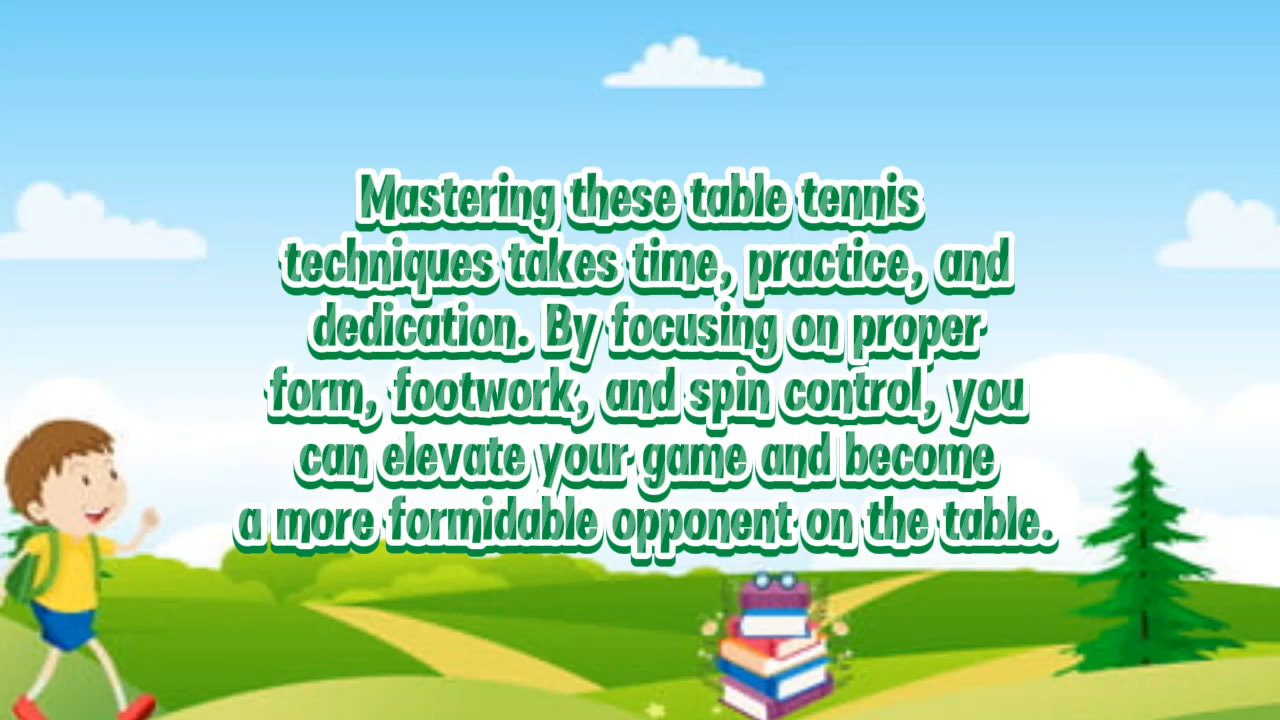 Mastering these table tennis
techniques takes time, practice, and
dedication. By focusing on proper
form, footwork, and spin control, you
can elevate your game and become
a more formidable opponent on the table.